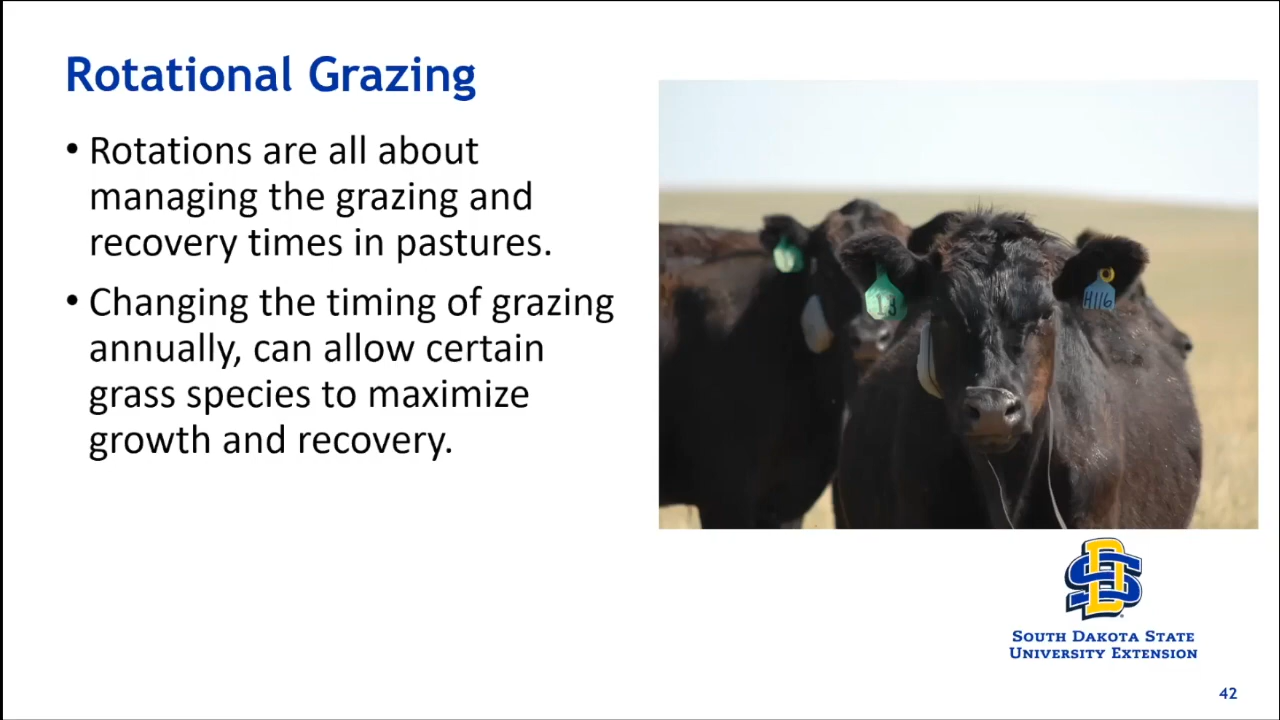 Rotational Grazing
• Rotations are all about
managing the grazing and
recovery times in pastures.
• Changing the timing of grazing
annually, can allow certain
grass species to maximize
growth and recovery.
13
H116
SOUTH DAKOTA STATE
UNIVERSITY EXTENSION
42